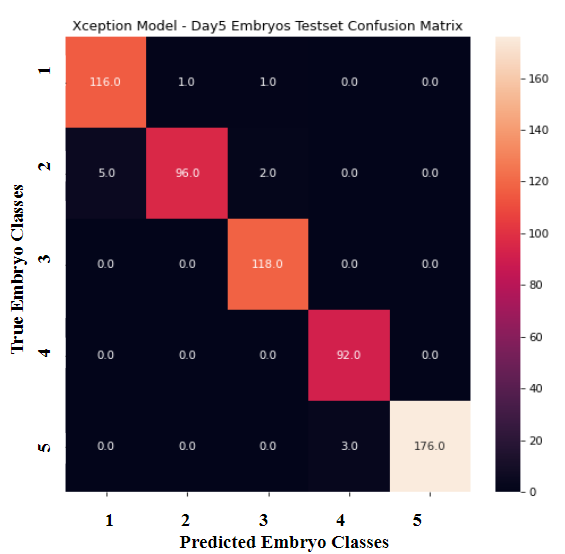 Xception Model - Day5 Embryos Testset Confusion Matrix
True Embryo Classes
1 116.0 1.0 1.0 0.0 0.0
2 5.0 96.0 2.0 0.0 0.0
3 0.0 0.0 118.0 0.0 0.0
4 0.0 0.0 0.0 92.0 0.0
5 0.0 0.0 0.0 3.0 176.0
1 2 3 4 5
Predicted Embryo Classes
160
140
120
100
80
60
40
20
0